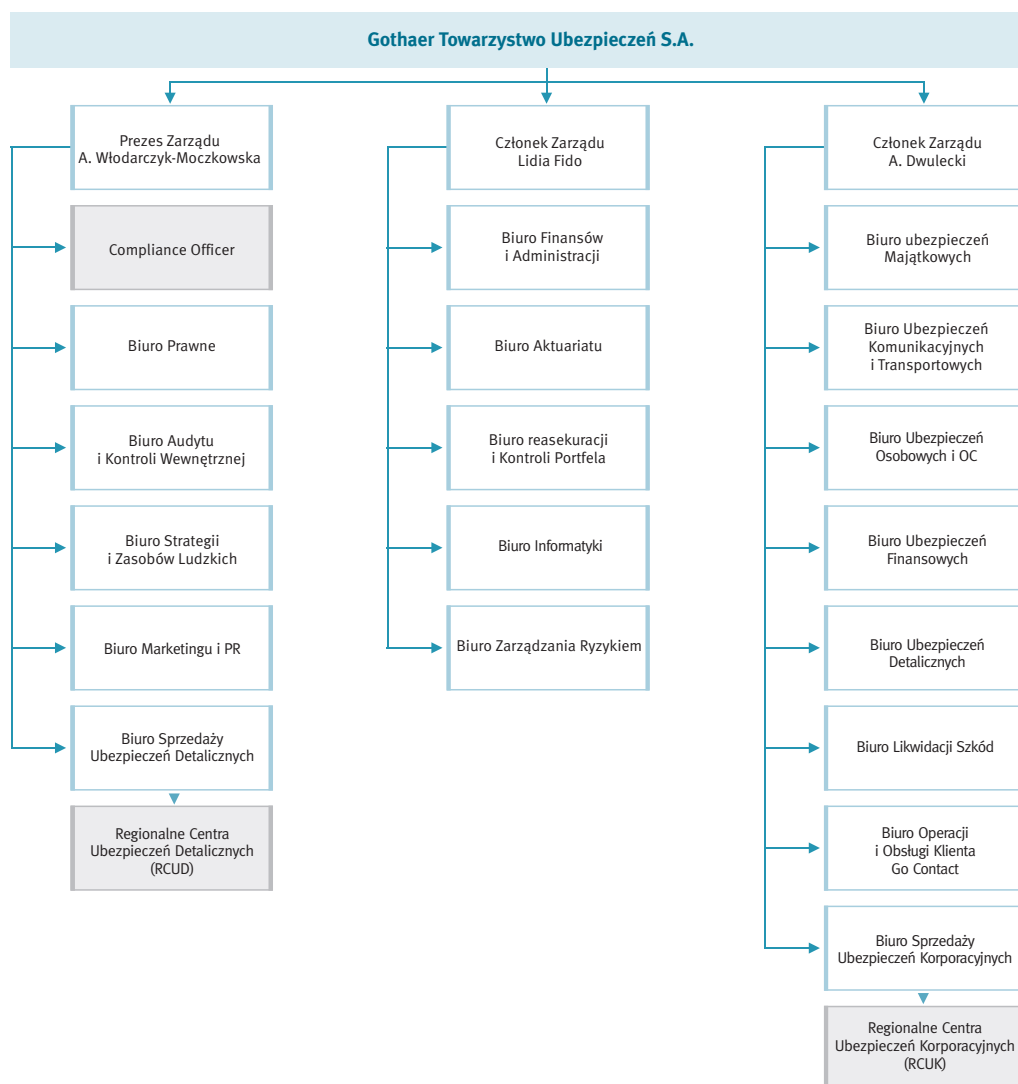 Gothaer Towarzystwo Ubezpieczeń S.A.
Prezes Zarządu
A. Włodarczyk-Moczkowska
Compliance Officer
Biuro Prawne
Biuro Audytu
i Kontroli Wewnętrznej
Biuro Strategii
i Zasobów Ludzkich
Biuro Marketingu i PR
Biuro Sprzedaży
Ubezpieczeń Detalicznych
Regionalne Centra
Ubezpieczeń Detalicznych
(RCUD)
Członek Zarządu
Lidia Fido
Biuro Finansów
i Administracji
Biuro Aktuariatu
Biuro reasekuracji
i Kontroli Portfela
Biuro Informatyki
Biuro Zarządzania Ryzykiem
Członek Zarządu
A. Dwulecki
Biuro ubezpieczeń
Majątkowych
Biuro Ubezpieczeń
Komunikacyjnych
i Transportowych
Biuro Ubezpieczeń
Osobowych i OC
Biuro Ubezpieczeń
Finansowych
Biuro Ubezpieczeń
Detalicznych
Biuro Likwidacji Szkód
Biuro Operacji
i Obsługi Klienta
Go Contact
Biuro Sprzedaży
Ubezpieczeń Korporacyjnych
Regionalne Centra
Ubezpieczeń Korporacyjnych
(RCUK)